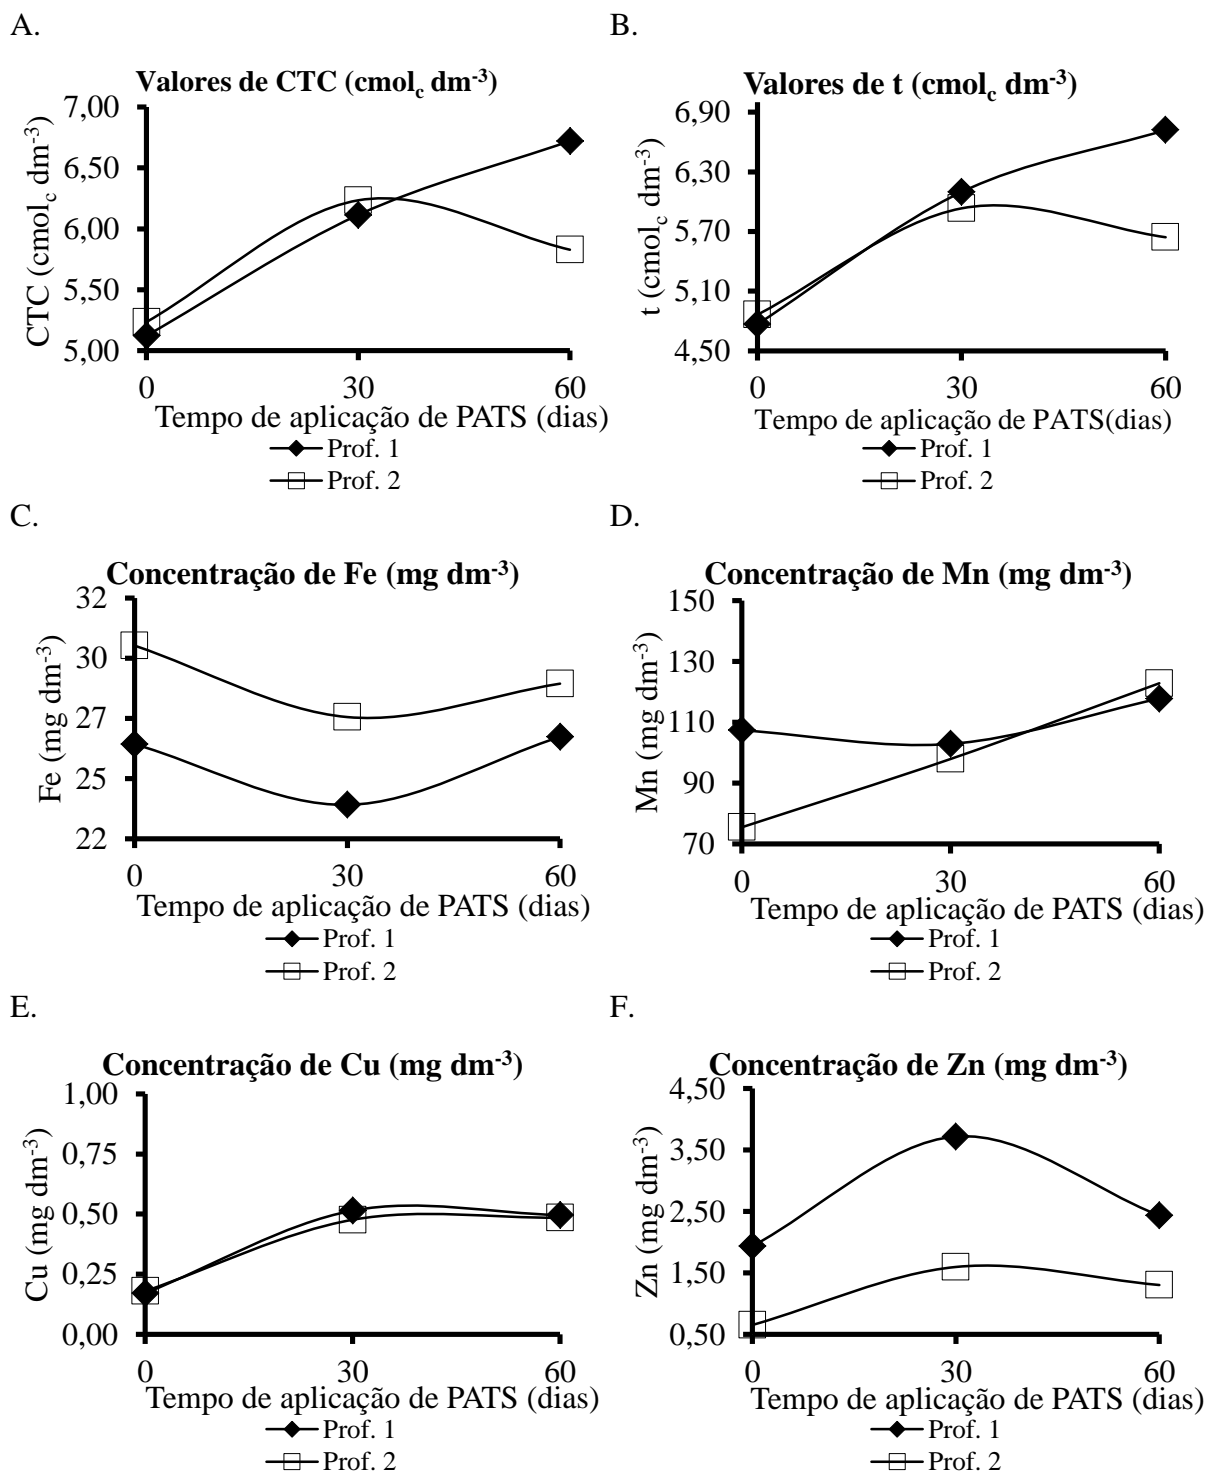 A.
Valores de CTC (cmolc dm-3)
CTC (cmolc dm-3)
7,00
6,50
6,00
5,50
5,00
0 30 60
Tempo de aplicação de PATS (dias)
Prof. 1
Prof. 2
B.
Valores de t (cmolc dm-3)
t (cmolc dm-3)
6,90
6,30
5,70
5,10
4,50
0 30 60
Tempo de aplicação de PATS(dias)
Prof. 1
Prof. 2
C.
Concentração de Fe (mg dm-3)
Fe (mg dm-3)
32
30
27
25
22
0 30 60
Tempo de aplicação de PATS (dias)
Prof. 1
Prof. 2
D.
Concentração de Mn (mg dm-3)
Mn (mg dm-3)
150
130
110
90
70
0 30 60
Tempo de aplicação de PATS (dias)
Prof. 1
Prof. 2
E.
Concentração de Cu (mg dm-3)
Cu (mg dm-3)
1,00
0,75
0,50
0,25
0,00
0 30 60
Tempo de aplicação de PATS (dias)
Prof. 1
Prof. 2
F.
Concentração de Zn (mg dm-3)
Zn (mg dm-3)
4,50
3,50
2,50
1,50
0,50
0 30 60
Tempo de aplicação de PATS (dias)
Prof. 1
Prof. 2